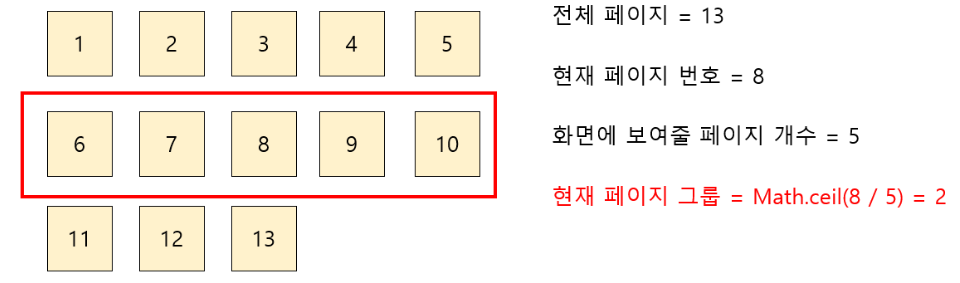 1 2 3 4 5
6 7 8 9 10
11 12 13
전체 페이지 = 13
현재 페이지 번호 = 8
화면에 보여줄 페이지 개수 = 5
현재 페이지 그룹 = Math.ceil(8 / 5) = 2